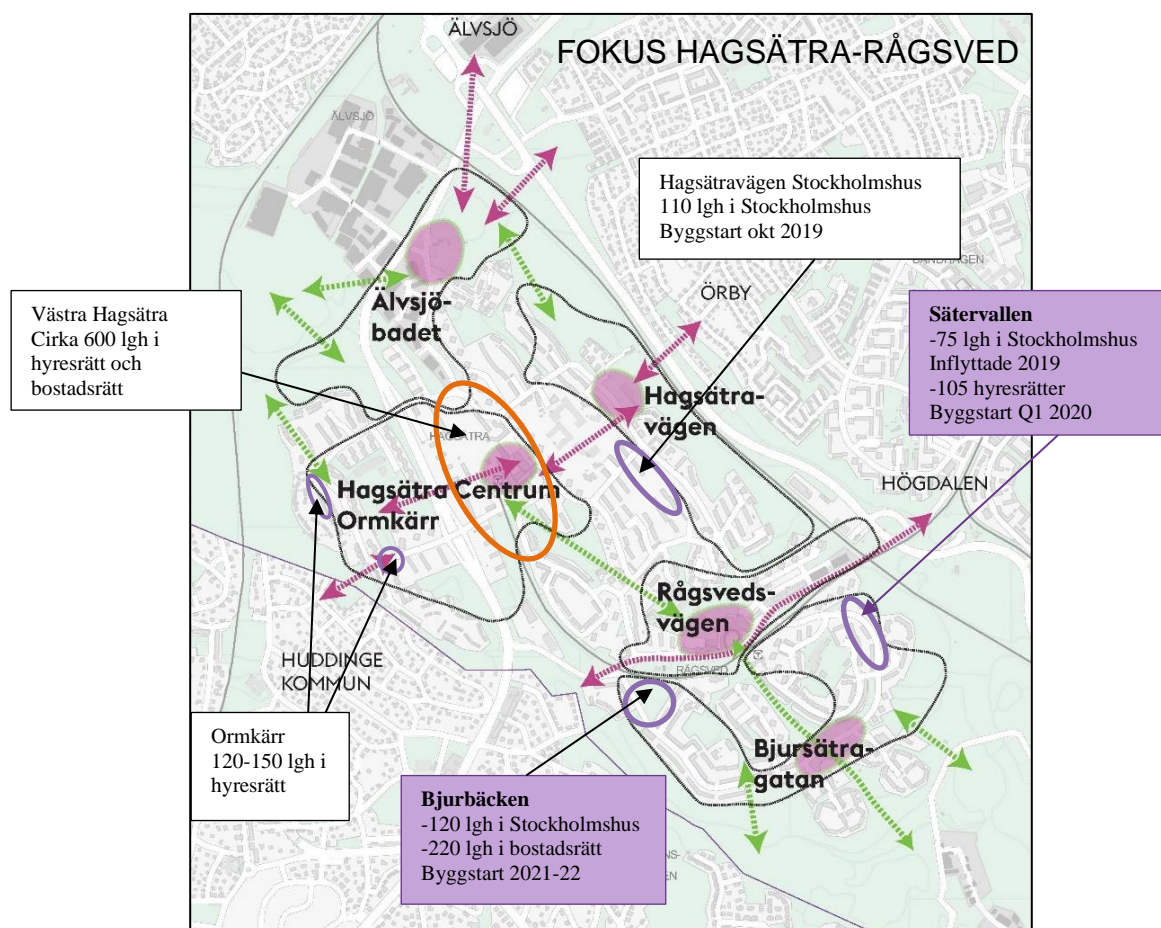 ÄLVSJÖ
FOKUS HAGSÄTRA-RÅGSVED
ÄLVSJÖ
Hagsätravägen Stockholmshus
110 lgh i Stockholmshus
Byggstart okt 2019
BANDHAGEN
ÖRBY
Västra Hagsätra
Cirka 600 lgh i
hyresrätt och
bostadsrätt
Älvsjö-
badet
Sätervallen
-75 lgh i Stockholmshus
Inflyttade 2019
-105 hyresrätter
Byggstart Q1 2020
Hagsätra-
vägen
HAGSÄTRA
Hagsätra Centrum
Ormkärr
HÖGDALEN
Rågsveds-
vägen
RÅGSVED
HUDDINGE
KOMMUN
Ormkärr
120-150 lgh i
hyresrätt
Bjursätra-
gatan
Bjurbäcken
-120 lgh i Stockholmshus
-220 lgh i bostadsrätt
Byggstart 2021-22